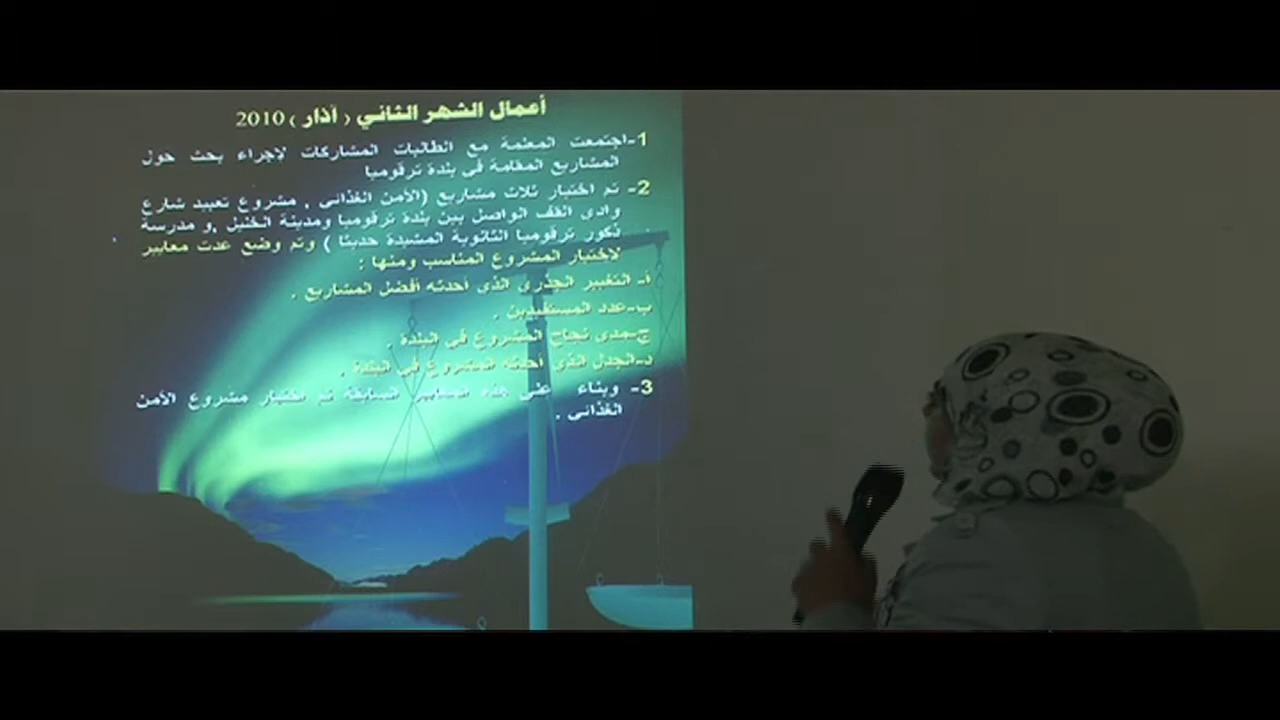 أعمال الشهر الثاني ( آذار ) 2010
1-اجتمعت المعلمة مع الطالبات المشاركات لإجراء بحث حول
المشاريع المقامة في بلدة ترقوميا
2- تم اختيار ثلاث مشاريع (الأمن الغذائي , مشروع تعبيد شارع
وادي القف الواصل بين بلدة ترقوميا ومدينة الخليل ,و مدرسة
ذكور ترقوميا الثانوية المشيدة حديثا ) وتم وضع عدت معايير
لاختيار المشروع المناسب ومنها :
أ- التغيير الجذري الذي أحدثه أفضل المشاريع .
ب-عدد المستفيدين .
ج-مدى نجاح المشروع في البلدة .
د-الجدل الذي أحدثه المشروع في البلدة .
3- وبناء على هذه المعايير السابقة تم اختيار مشروع الأمن
الغذائي .